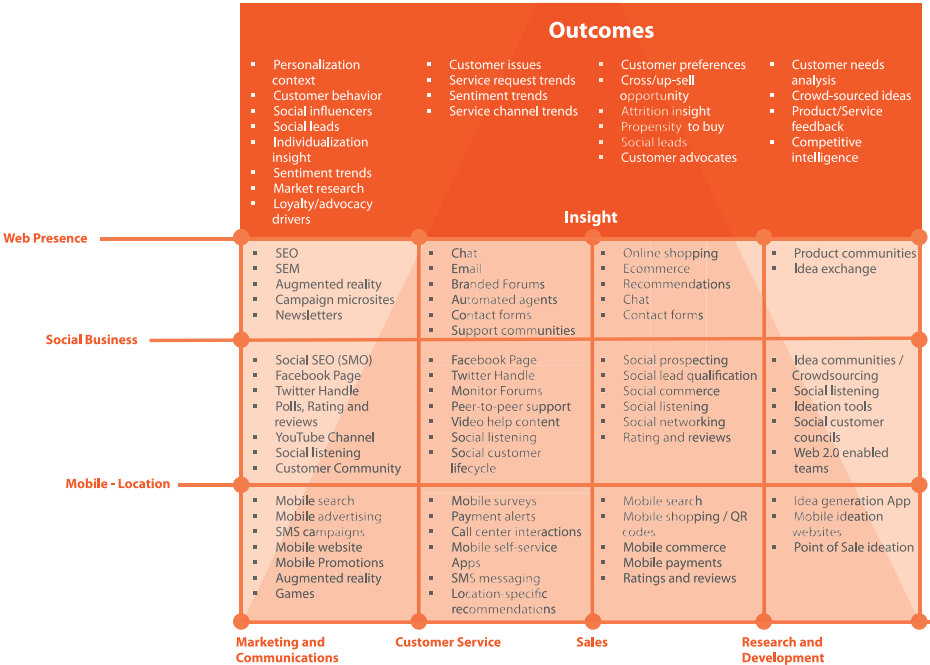 Outcomes
Personalization
context
Customer behavior
Social influencers
Social leads
Individualization
insight
Sentiment trends
Market research
Loyalty/advocacy
drivers
Customer issues
Service request trends
Sentiment trends
Service channel trends
Customer preferences
Cross/up-sell
opportunity
Attrition insight
Propensity to buy
Social leads
Customer advocates
Customer needs
analysis
Crowd-sourced ideas
Product/Service
feedback
Competitive
intelligence
Insight
Web Presence
SEO
SEM
Augmented reality
Campaign microsites
Newsletters
Chat
Email
Branded Forums
Automated agents
Contact forms
Support communities
Online shopping
Ecommerce
Recommendations
Chat
Contact forms
Product communities
Idea exchange
Social Business
Social SEO (SMO)
Facebook Page
Twitter Handle
Polls, Rating and
reviews
YouTube Channel
Social listening
Customer Community
Facebook Page
Twitter Handle
Monitor Forums
Peer-to-peer support
Video help content
Social listening
Social customer
lifecycle
Social prospecting
Social lead qualification
Social commerce
Social listening
Social networking
Rating and reviews
Idea communities /
Crowdsourcing
Social listening
Ideation tools
Social customer
councils
Web 2.0 enabled
teams
Mobile - Location
Mobile search
Mobile advertising
SMS campaigns
Mobile website
Mobile Promotions
Augmented reality
Games
Mobile surveys
Payment alerts
Call center interactions
Mobile self-service
Apps
SMS messaging
Location-specific
recommendations
Mobile search
Mobile shopping / QR
codes
Mobile commerce
Mobile payments
Ratings and reviews
Idea generation App
Mobile ideation
websites
Point of Sale ideation
Marketing and
Communications
Customer Service
Sales
Research and
Development